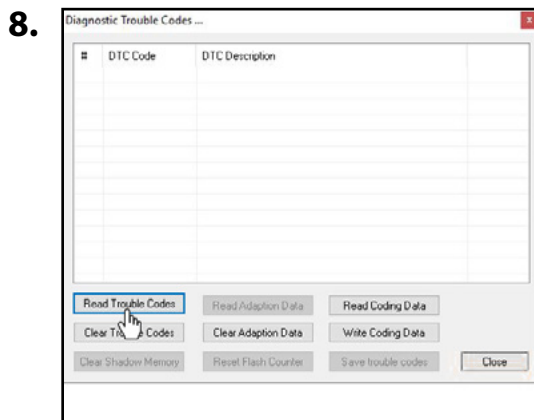 8.
Diagnostic Trouble Codes ...
x
# DTC Code DTC Description
Read Trouble Codes Read Adaption Data Read Coding Data
Clear Trouble Codes Clear Adaption Data Write Coding Data
Clear Shadow Memory Reset Flash Counter Save trouble codes Close